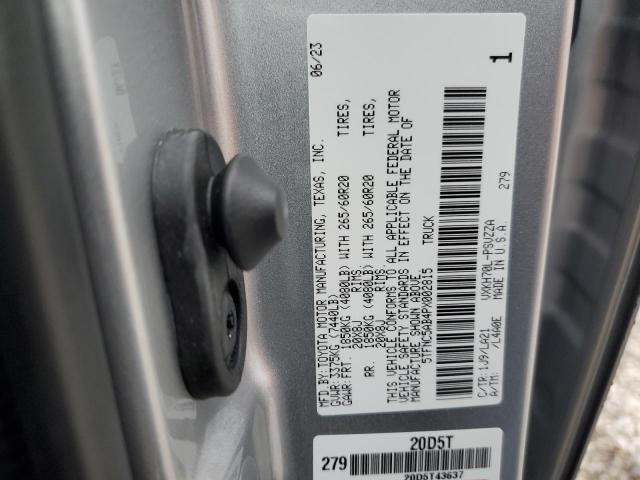 MFD.BY:TOYOTA MOTOR MANUFACTURING, TEXAS, INC. 06/23
GVWR:3375KG (7440LB)
GAWR:FRT. 1850KG (4080LB) WITH 265/60R20 TIRES,
20X8J RIMS,
RR. 1850KG (4080LB) WITH 265/60R20 TIRES,
20X8J RIMS.
THIS VEHICLE CONFORMS TO ALL APPLICABLE FEDERAL MOTOR
VEHICLE SAFETY STANDARDS IN EFFECT ON THE DATE OF
MANUFACTURE SHOWN ABOVE.
5TFNC5AB4PX002815 TRUCK
C/TR:1J9/LA21 VXKH70L-PSUZZA 279
A/TM: /L4A0E MADE IN U.S.A. 1
20D5T
279
20D5T43637